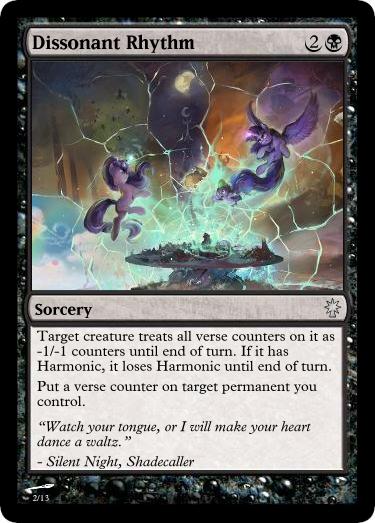 Dissonant Rhythm 2
Sorcery
Target creature treats all verse counters on it as
-1/-1 counters until end of turn. If it has
Harmonic, it loses Harmonic until end of turn.
Put a verse counter on target permanent you
control.
“Watch your tongue, or I will make your heart
dance a waltz.”
- Silent Night, Shadecaller
2/13